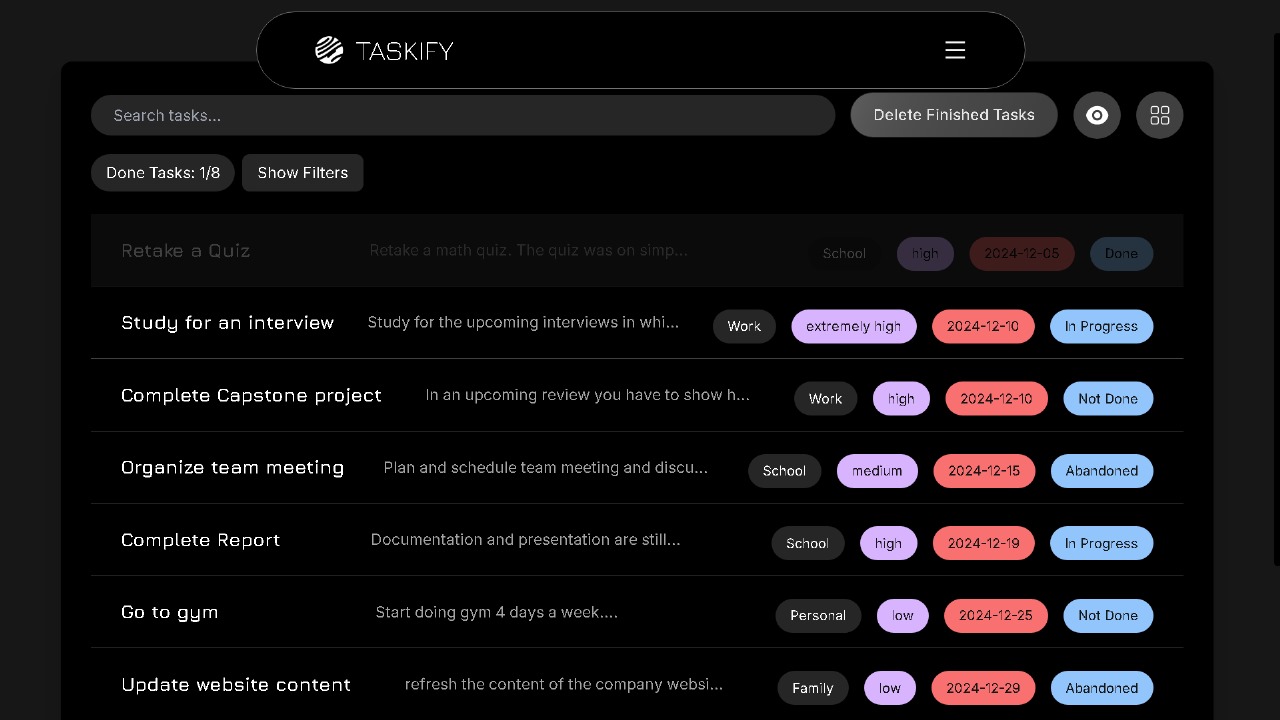 TASKIFY
Search tasks...
Delete Finished Tasks
Done Tasks: 1/8
Show Filters
Retake a Quiz Retake a math quiz. The quiz was on simp... School high 2024-12-05 Done
Study for an interview Study for the upcoming interviews in whi... Work extremely high 2024-12-10 In Progress
Complete Capstone project In an upcoming review you have to show h... Work high 2024-12-10 Not Done
Organize team meeting Plan and schedule team meeting and discu... School medium 2024-12-15 Abandoned
Complete Report Documentation and presentation are still... School high 2024-12-19 In Progress
Go to gym Start doing gym 4 days a week.... Personal low 2024-12-25 Not Done
Update website content refresh the content of the company websi... Family low 2024-12-29 Abandoned